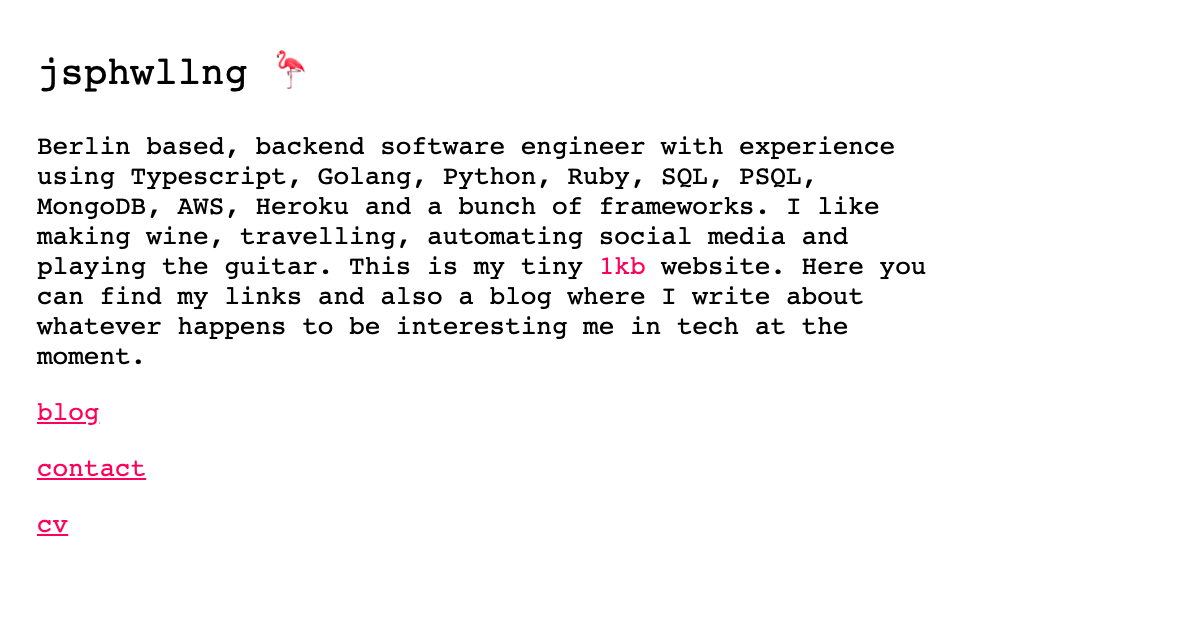 jsphwllng 🦩
Berlin based, backend software engineer with experience
using Typescript, Golang, Python, Ruby, SQL, PSQL,
MongoDB, AWS, Heroku and a bunch of frameworks. I like
making wine, travelling, automating social media and
playing the guitar. This is my tiny 1kb website. Here you
can find my links and also a blog where I write about
whatever happens to be interesting me in tech at the
moment.
blog
contact
cv